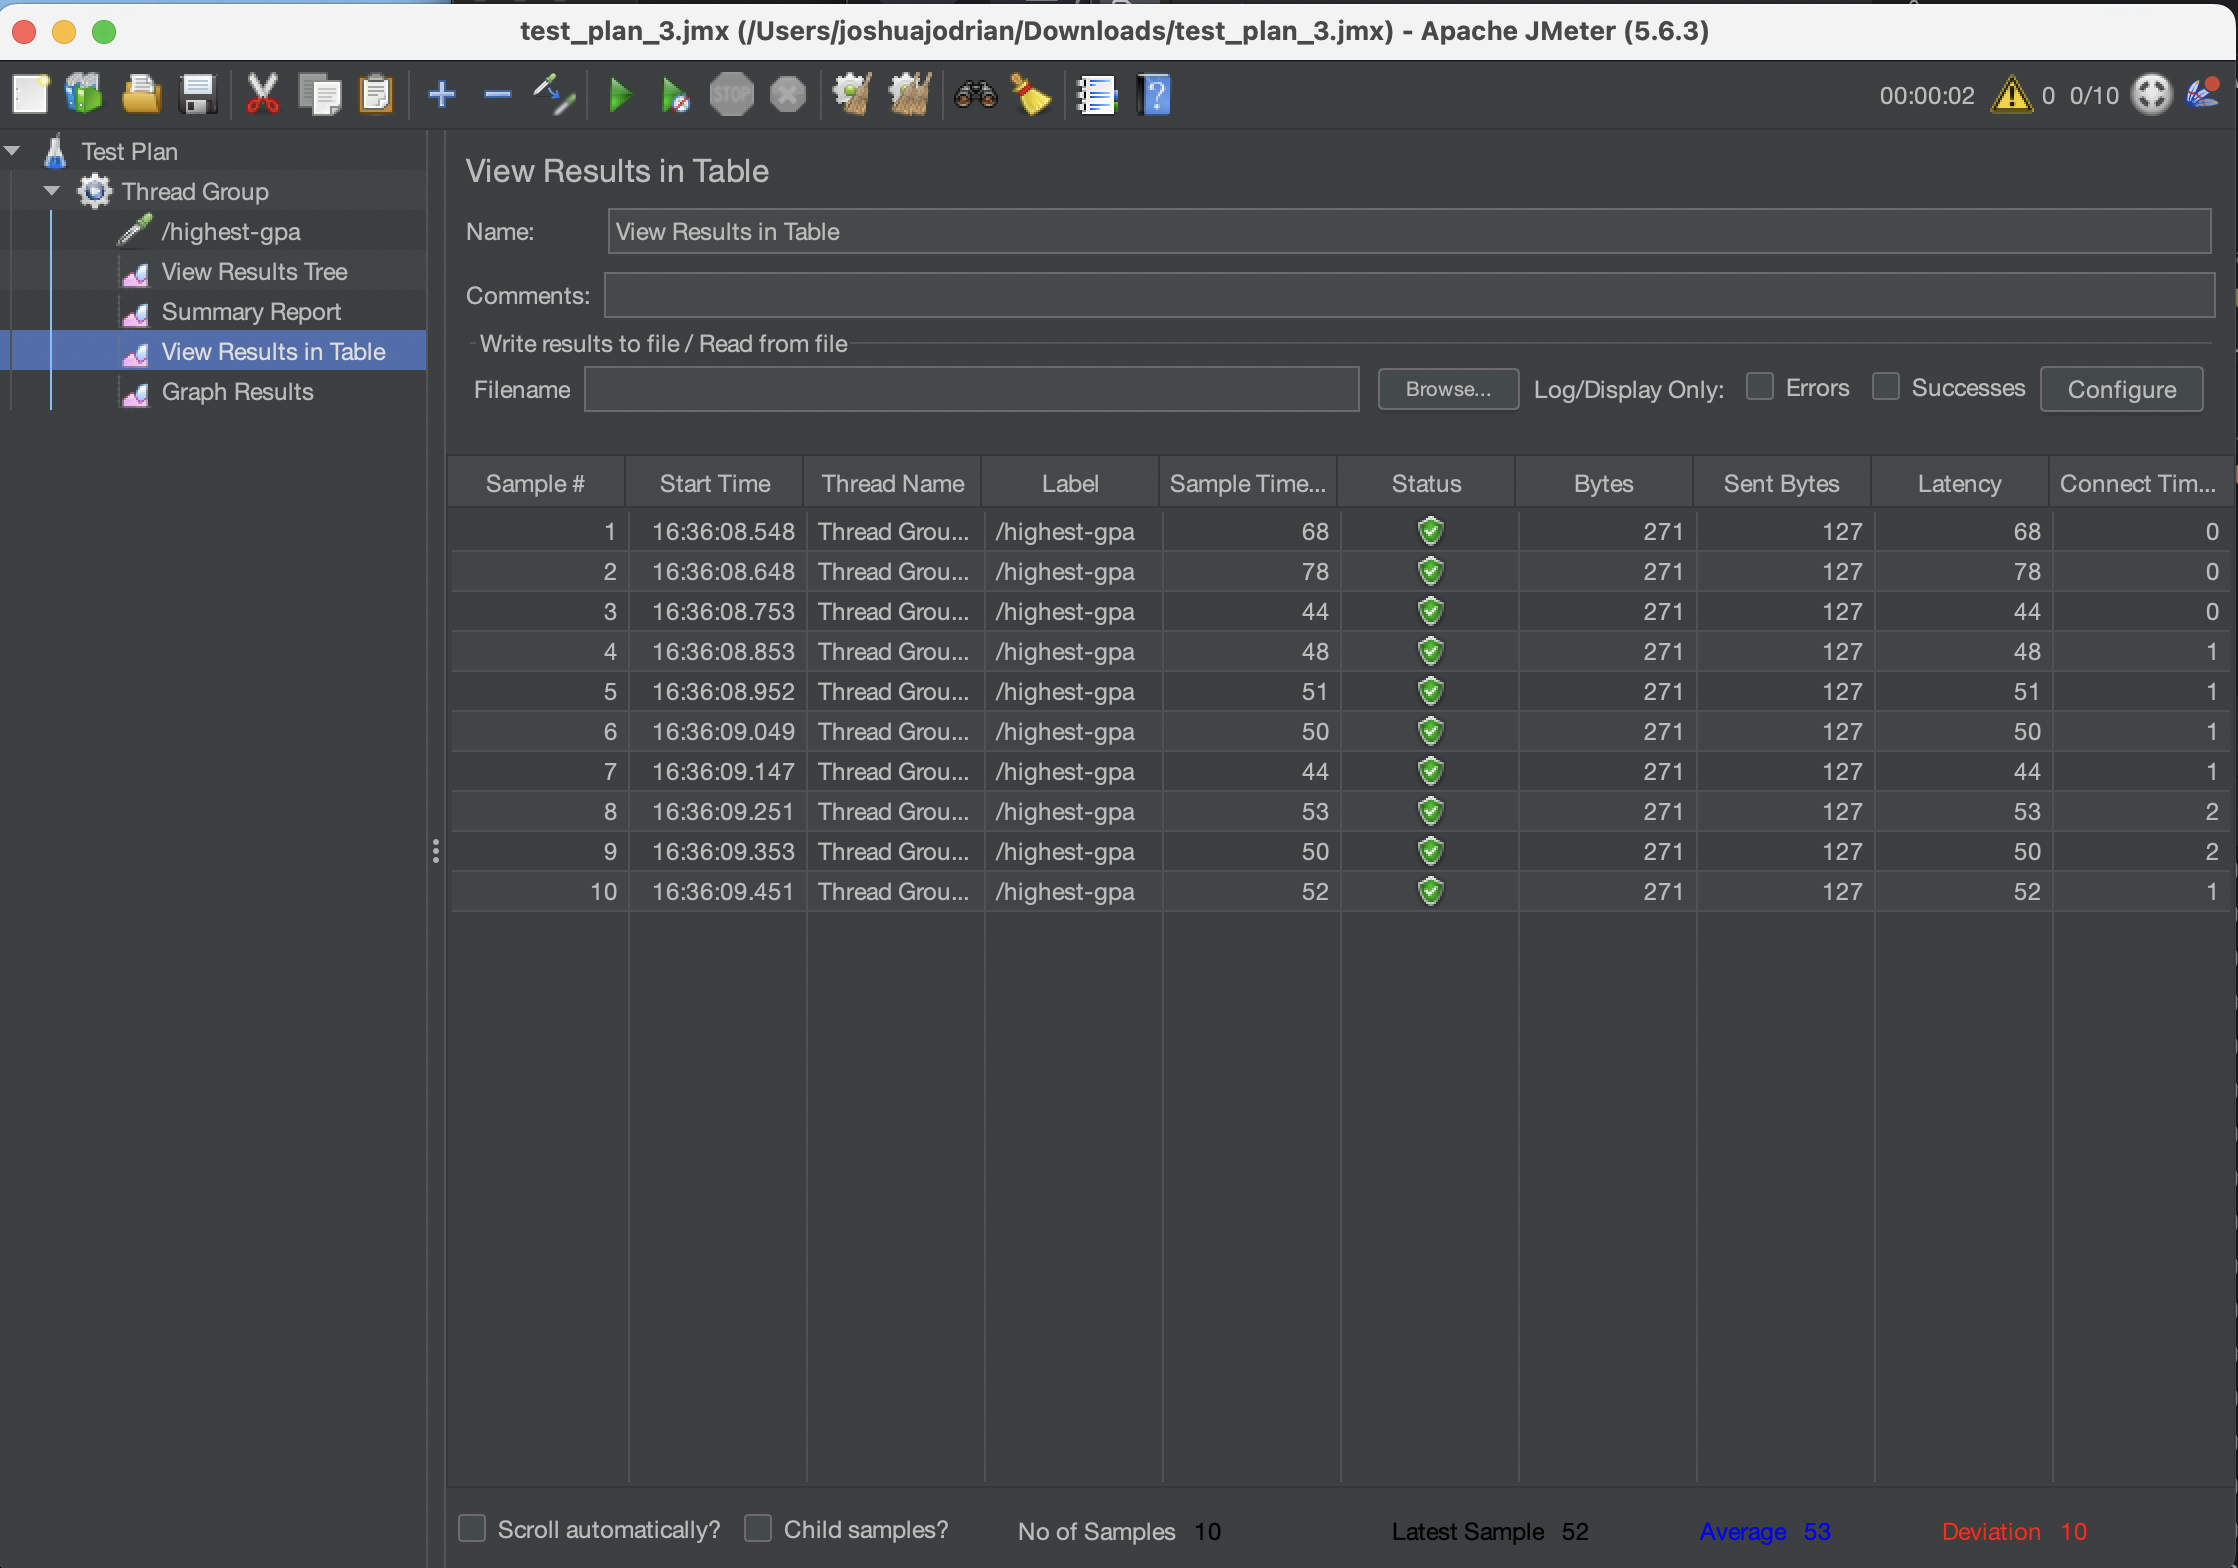 test_plan_3.jmx (/Users/joshuajodrian/Downloads/test_plan_3.jmx) - Apache JMeter (5.6.3)
STOP
00:00:02 0 0/10
Test Plan
Thread Group
/highest-gpa
View Results Tree
Summary Report
View Results in Table
Graph Results
View Results in Table
Name: View Results in Table
Comments:
Write results to file / Read from file
Filename Browse... Log/Display Only: Errors Successes Configure
Sample # Start Time Thread Name Label Sample Time... Status Bytes Sent Bytes Latency Connect Tim...
1 16:36:08.548 Thread Grou... /highest-gpa 68 271 127 68 0
2 16:36:08.648 Thread Grou... /highest-gpa 78 271 127 78 0
3 16:36:08.753 Thread Grou... /highest-gpa 44 271 127 44 0
4 16:36:08.853 Thread Grou... /highest-gpa 48 271 127 48 1
5 16:36:08.952 Thread Grou... /highest-gpa 51 271 127 51 1
6 16:36:09.049 Thread Grou... /highest-gpa 50 271 127 50 1
7 16:36:09.147 Thread Grou... /highest-gpa 44 271 127 44 1
8 16:36:09.251 Thread Grou... /highest-gpa 53 271 127 53 2
9 16:36:09.353 Thread Grou... /highest-gpa 50 271 127 50 2
10 16:36:09.451 Thread Grou... /highest-gpa 52 271 127 52 1
Scroll automatically? Child samples? No of Samples 10 Latest Sample 52 Average 53 Deviation 10